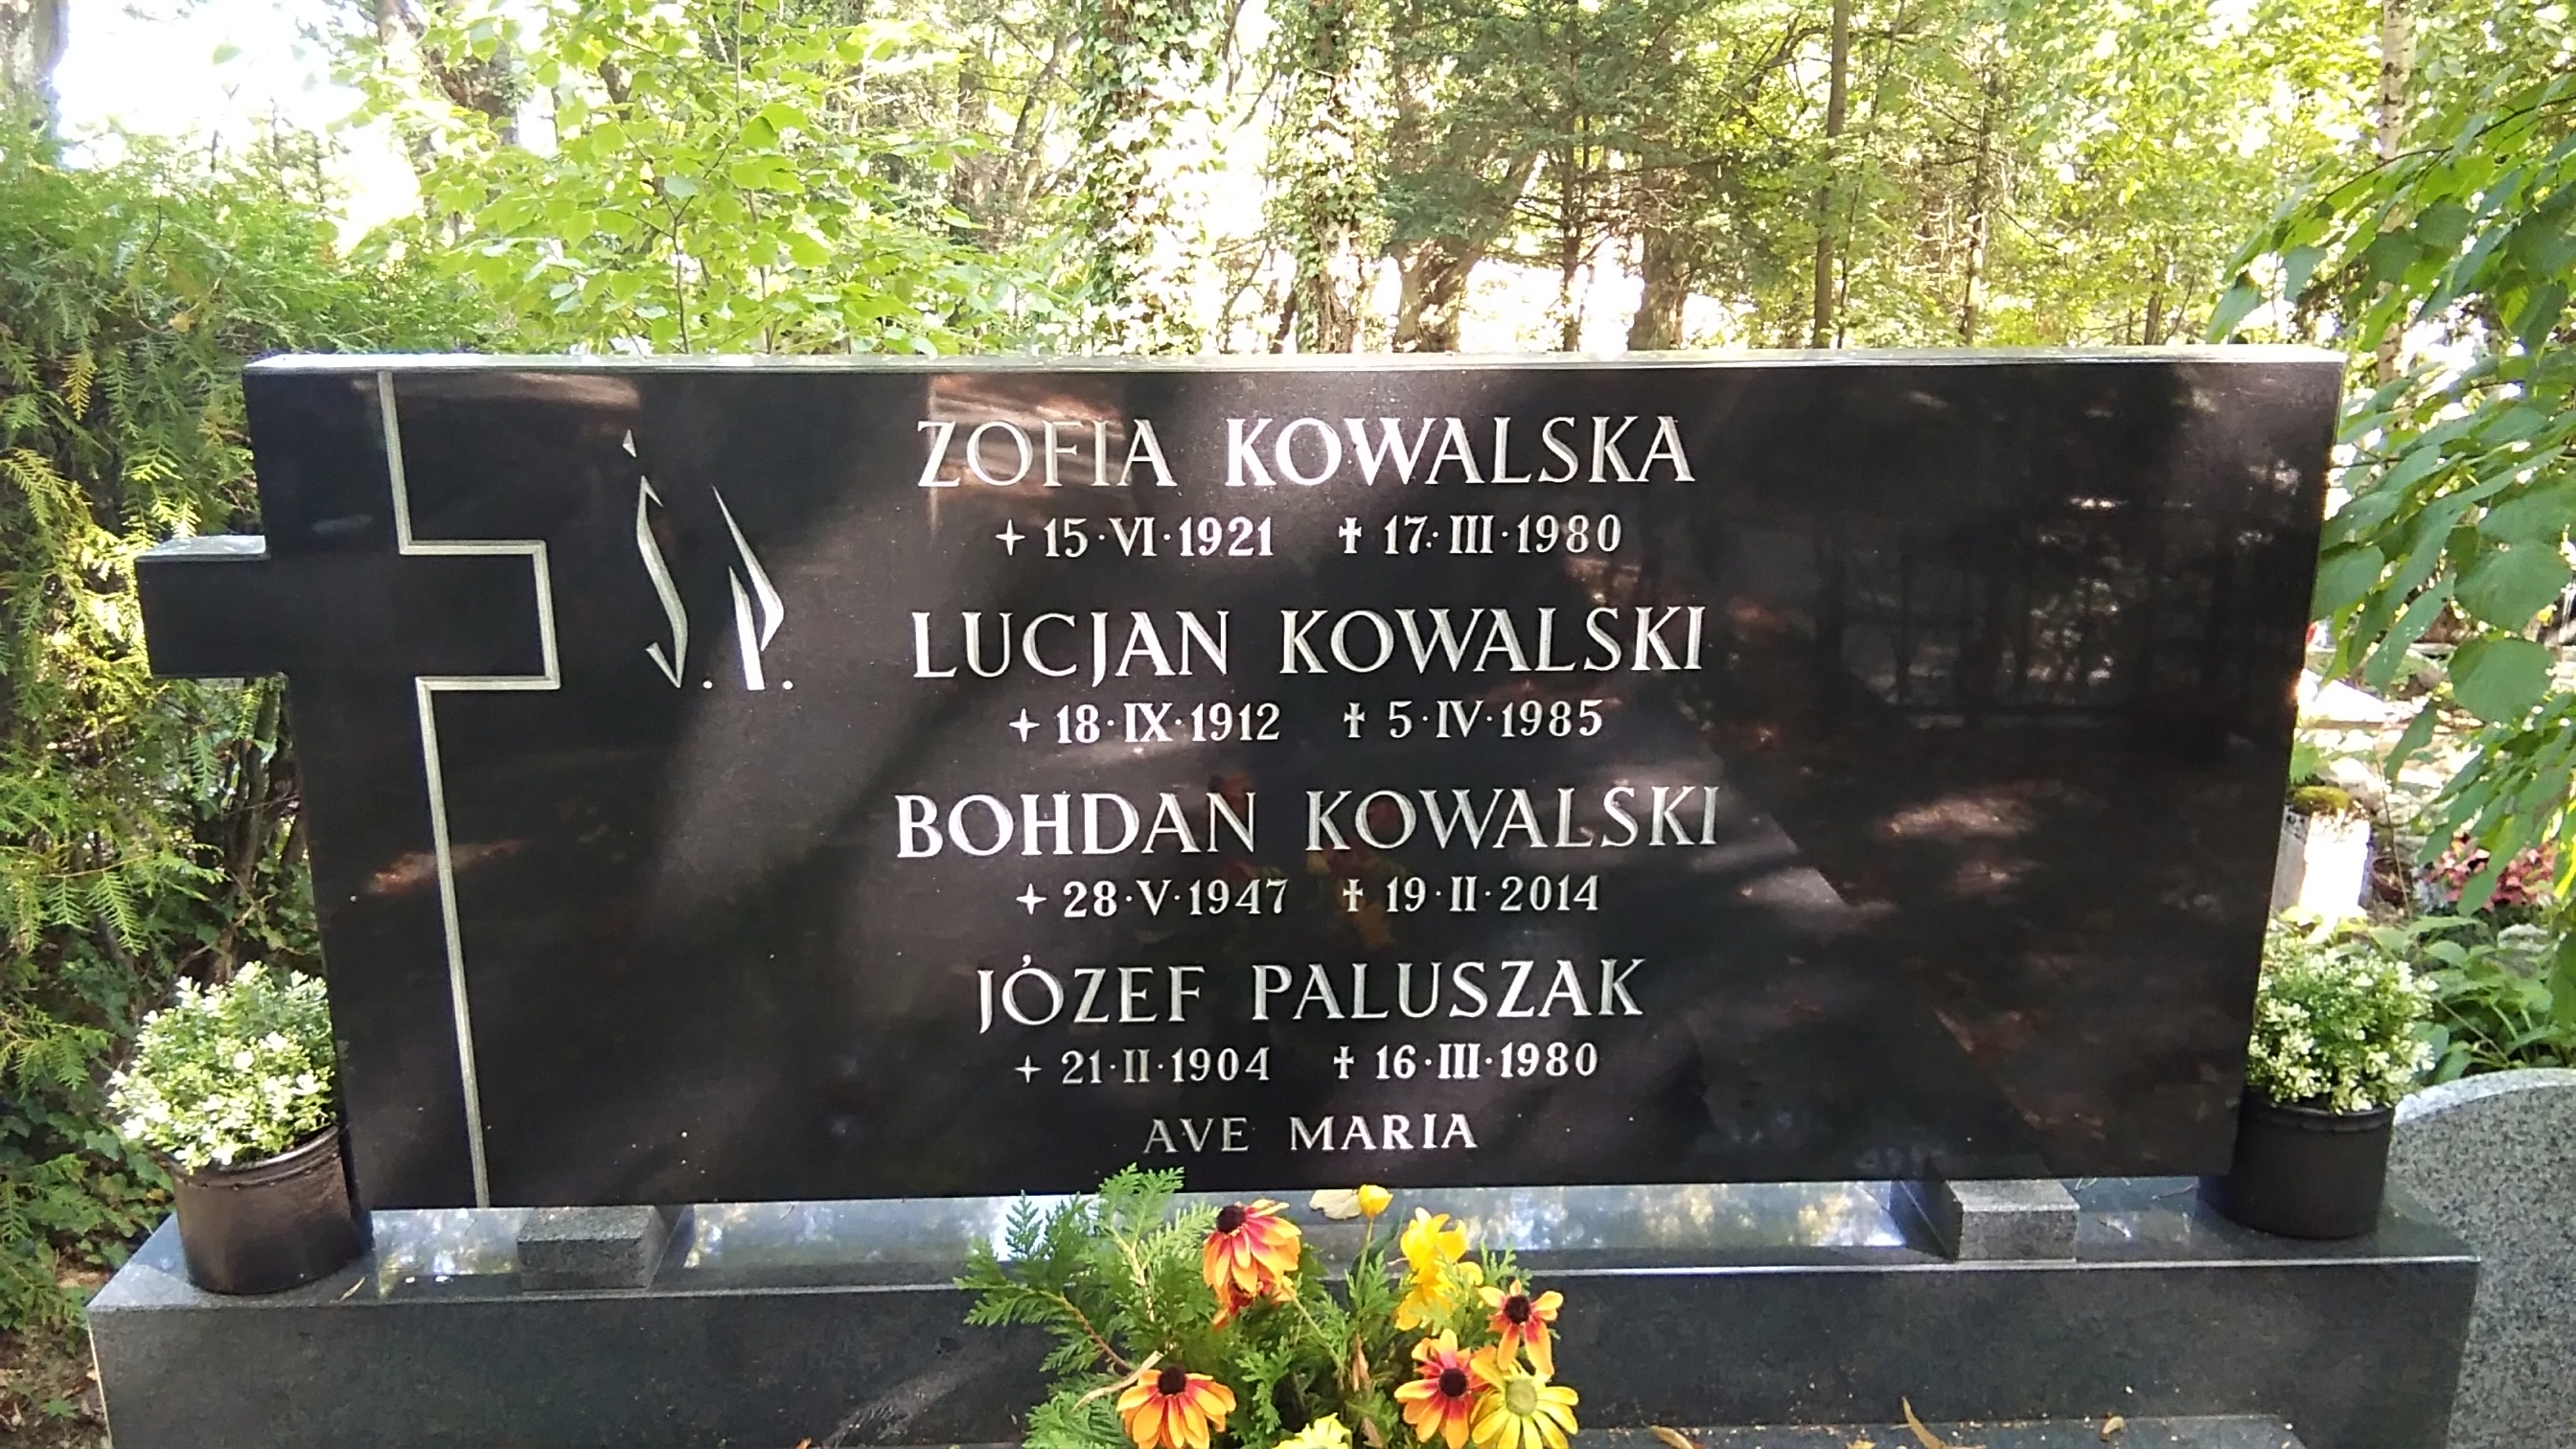 Ś.P.
ZOFIA KOWALSKA
+ 15·VI·1921 ✝ 17·III·1980
LUCJAN KOWALSKI
+ 18·IX·1912 ✝ 5·IV·1985
BOHDAN KOWALSKI
+ 28·V·1947 ✝ 19·II·2014
JÓZEF PALUSZAK
+ 21·II·1904 ✝ 16·III·1980
AVE MARIA